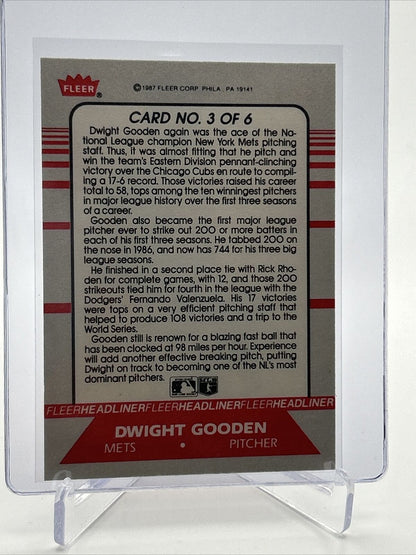 FLEER
©1987 FLEER CORP. PHILA., PA 19141
CARD NO. 3 OF 6
Dwight Gooden again was the ace of the Na-
tional League champion New York Mets pitching
staff. Thus, it was almost fitting that he pitch and
win the team's Eastern Division pennant-clinching
victory over the Chicago Cubs en route to comp-
iling a 17-6 record. Those victories raised his career
total to 58, tops among the ten winningest pitchers
in major league history over the first three seasons
of a career.
Gooden also became the first major league
pitcher ever to strike out 200 or more batters in
each of his first three seasons. He tabbed 200 on
the nose in 1986, and now has 744 for his three big
league seasons.
He finished in a second place tie with Rick Rho-
den for complete games, with 12, and those 200
strikeouts tied him for fourth in the league with the
Dodgers' Fernando Valenzuela. His 17 victories
were tops on a very efficient pitching staff that
helped to produce 108 victories and a trip to the
World Series.
Gooden still is renown for a blazing fast ball that
has been clocked at 98 miles per hour. Experience
will add another effective breaking pitch, putting
Dwight on track to becoming one of the NL's most
dominant pitchers.
FLEERHEADLINERFLEERHEADLINERFLEERHEADLINER
DWIGHT GOODEN
METS • PITCHER